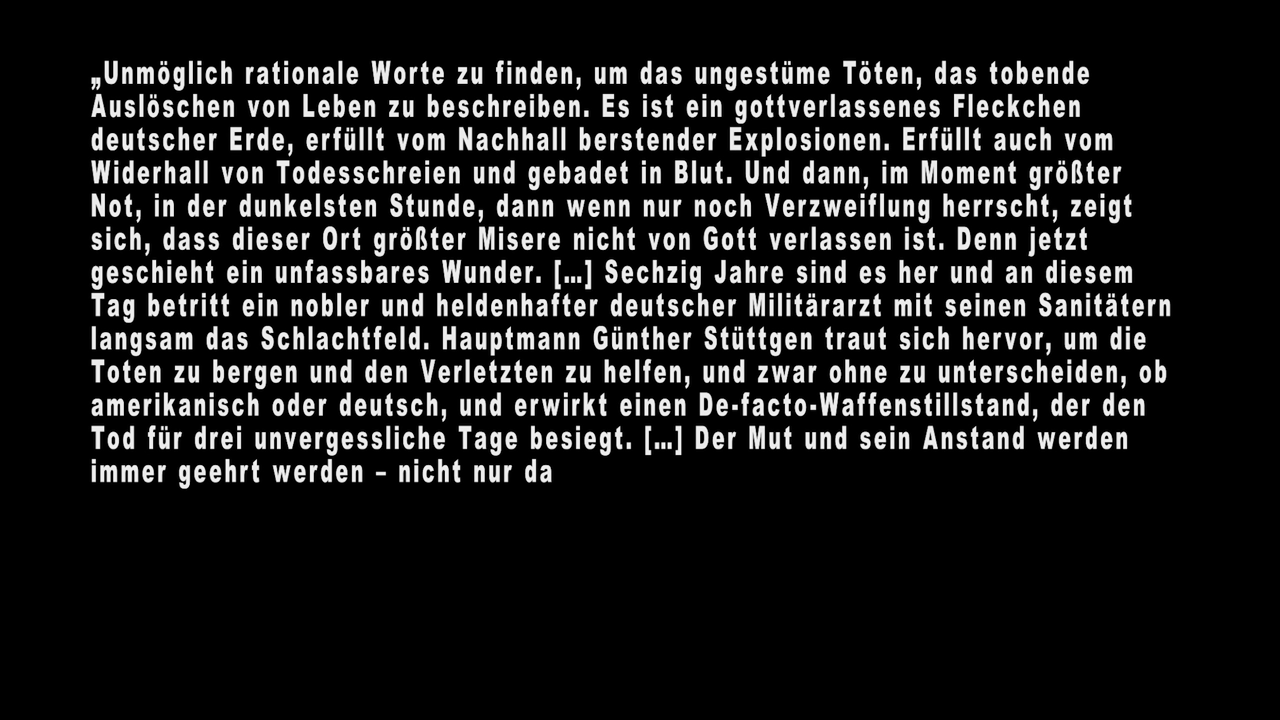 „Unmöglich rationale Worte zu finden, um das ungestüme Töten, das tobende
Auslöschen von Leben zu beschreiben. Es ist ein gottverlassenes Fleckchen
deutscher Erde, erfüllt vom Nachhall berstender Explosionen. Erfüllt auch vom
Widerhall von Todesschreien und gebadet in Blut. Und dann, im Moment größter
Not, in der dunkelsten Stunde, dann wenn nur noch Verzweiflung herrscht, zeigt
sich, dass dieser Ort größter Misere nicht von Gott verlassen ist. Denn jetzt
geschieht ein unfassbares Wunder. […] Sechzig Jahre sind es her und an diesem
Tag betritt ein nobler und heldenhafter deutscher Militärarzt mit seinen Sanitätern
langsam das Schlachtfeld. Hauptmann Günther Stüttgen traut sich hervor, um die
Toten zu bergen und den Verletzten zu helfen, und zwar ohne zu unterscheiden, ob
amerikanisch oder deutsch, und erwirkt einen De-facto-Waffenstillstand, der den
Tod für drei unvergessliche Tage besiegt. […] Der Mut und sein Anstand werden
immer geehrt werden – nicht nur da